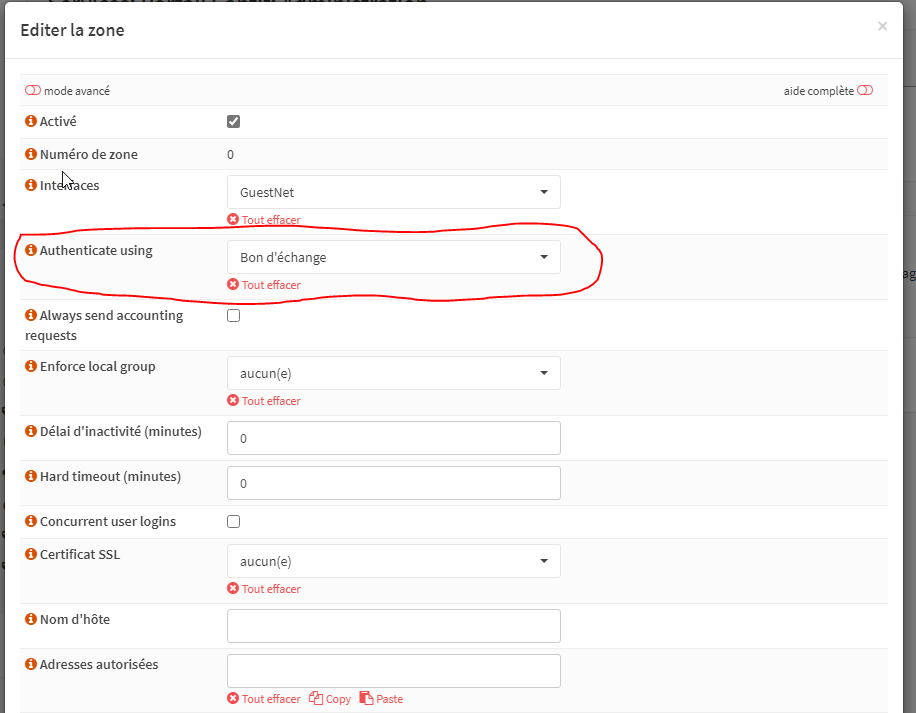 Editer la zone
×
mode avancé aide complète
Activé
Numéro de zone 0
Interfaces GuestNet
Tout effacer
Authenticate using Bon d'échange
Tout effacer
Always send accounting
requests
Enforce local group aucun(e)
Tout effacer
Délai d'inactivité (minutes) 0
Hard timeout (minutes) 0
Concurrent user logins
Certificat SSL aucun(e)
Tout effacer
Nom d'hôte
Adresses autorisées
Tout effacer Copy Paste